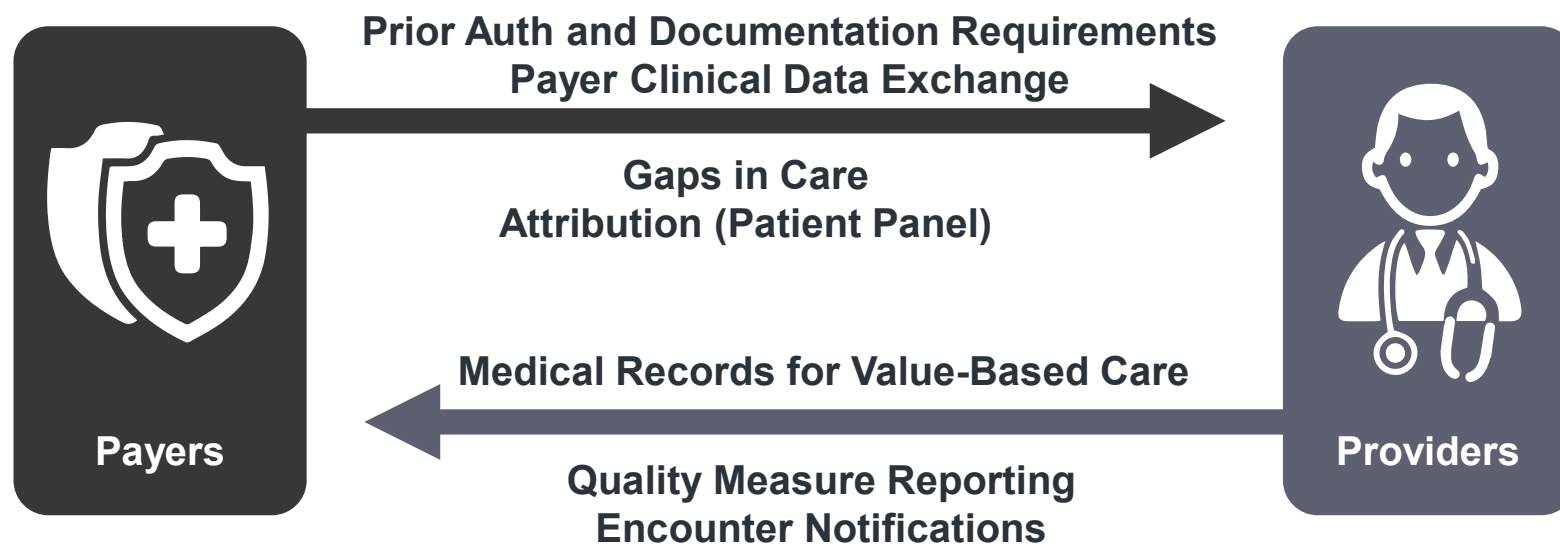 Prior Auth and Documentation Requirements
Payer Clinical Data Exchange
Gaps in Care
Attribution (Patient Panel)
Medical Records for Value-Based Care
Payers
Providers
Quality Measure Reporting
Encounter Notifications